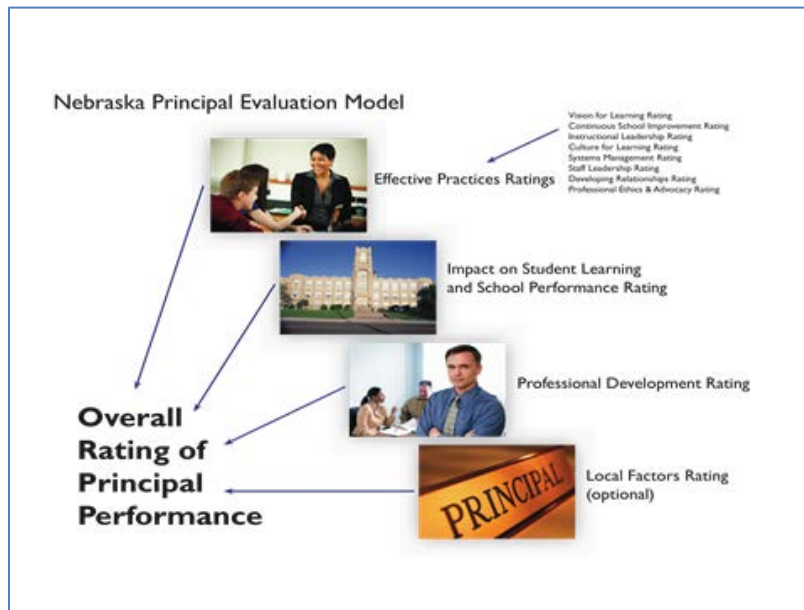 Nebraska Principal Evaluation Model
Vision for Learning Rating
Continuous School Improvement Rating
Instructional Leadership Rating
Culture for Learning Rating
Systems Management Rating
Staff Leadership Rating
Developing Relationships Rating
Professional Ethics & Advocacy Rating
Effective Practices Ratings
Impact on Student Learning
and School Performance Rating
Professional Development Rating
Overall
Rating of
Principal
Performance
Local Factors Rating
(optional)
PRINCIPAL